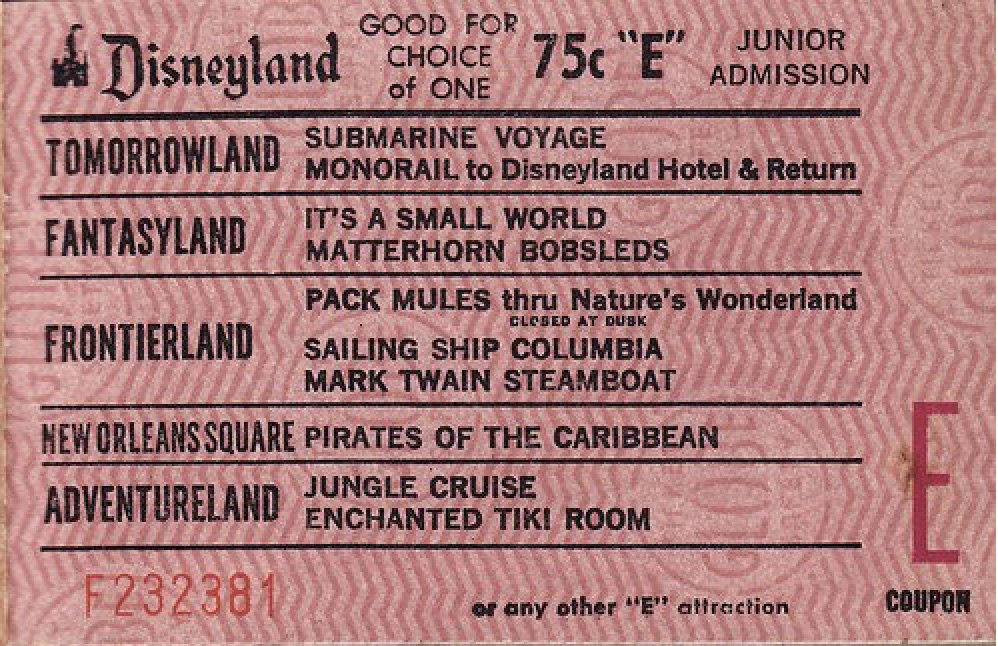 Disneyland GOOD FOR CHOICE of ONE 75c "E" JUNIOR ADMISSION
TOMORROWLAND SUBMARINE VOYAGE
MONORAIL to Disneyland Hotel & Return
FANTASYLAND IT'S A SMALL WORLD
MATTERHORN BOBSLEDS
FRONTIERLAND PACK MULES thru Nature's Wonderland
CLOSED AT DUSK
SAILING SHIP COLUMBIA
MARK TWAIN STEAMBOAT
NEW ORLEANS SQUARE PIRATES OF THE CARIBBEAN
ADVENTURELAND JUNGLE CRUISE
ENCHANTED TIKI ROOM
E
COUPON
F232381
or any other "E" attraction